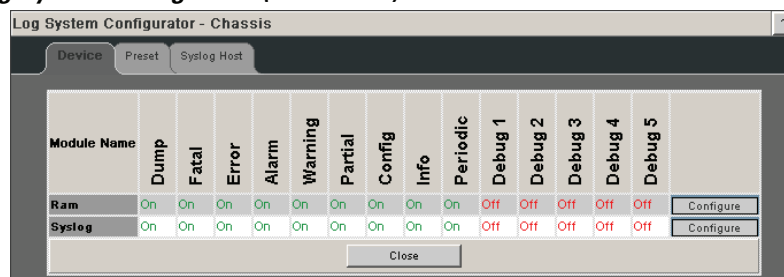 Log System Configurator - Chassis
Device Preset Syslog Host
Module Name Dump Fatal Error Alarm Warning Partial Config Info Periodic Debug 1 Debug 2 Debug 3 Debug 4 Debug 5
Ram On On On On On On On On On Off Off Off Off Off Configure
Syslog On On On On On On On On On Off Off Off Off Off Configure
Close